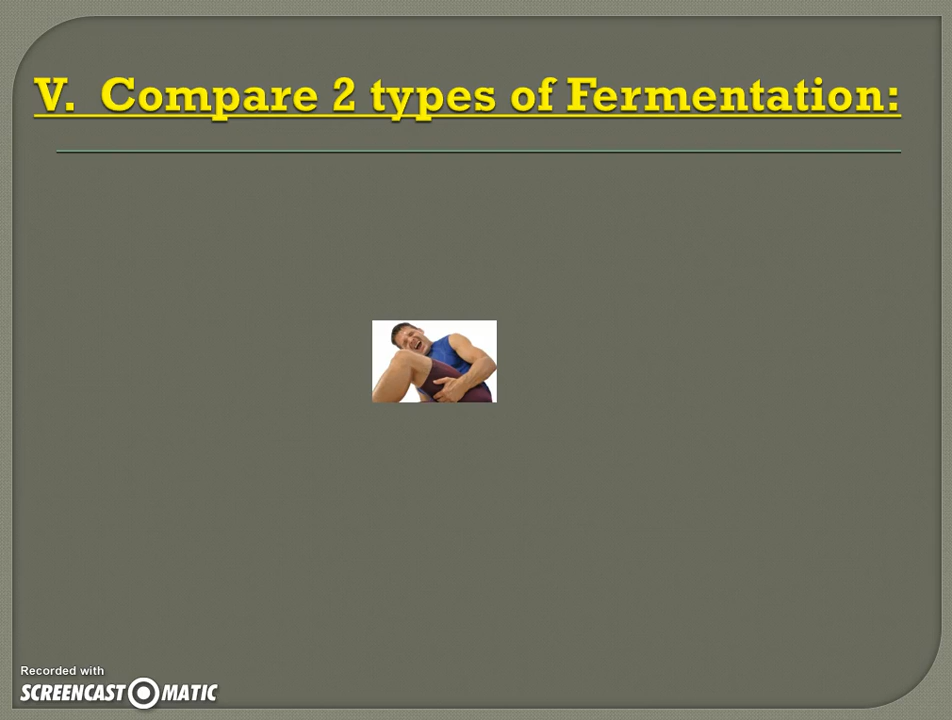 V. Compare 2 types of Fermentation:
Recorded with
SCREENCAST O MATIC